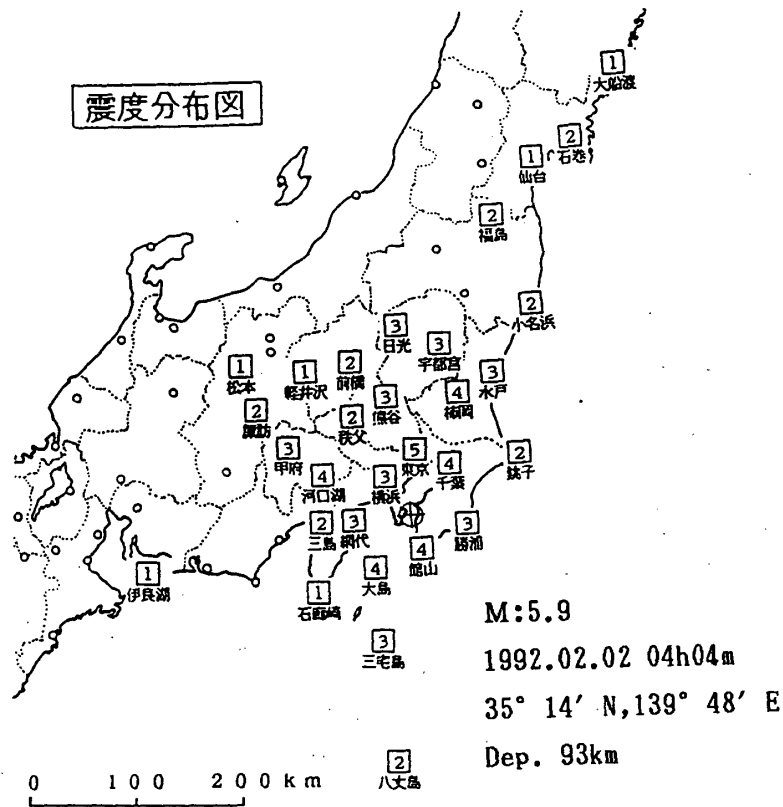 震度分布図
1
大船渡
2
石巻
1
仙台
2
福島
2
小名浜
3
日光
3
宇都宮
3
水戸
4
柿岡
1
松本
1
軽井沢
2
前橋
3
熊谷
2
諏訪
2
秩父
3
甲府
5
東京
4
千葉
2
銚子
4
河口湖
3
横浜
2
三島
3
網代
3
勝浦
4
館山
1
伊良湖
4
大島
1
石廊崎
3
三宅島
2
八丈島
M:5.9
1992.02.02 04h04m
35° 14′ N,139° 48′ E
Dep. 93km
0 100 200km